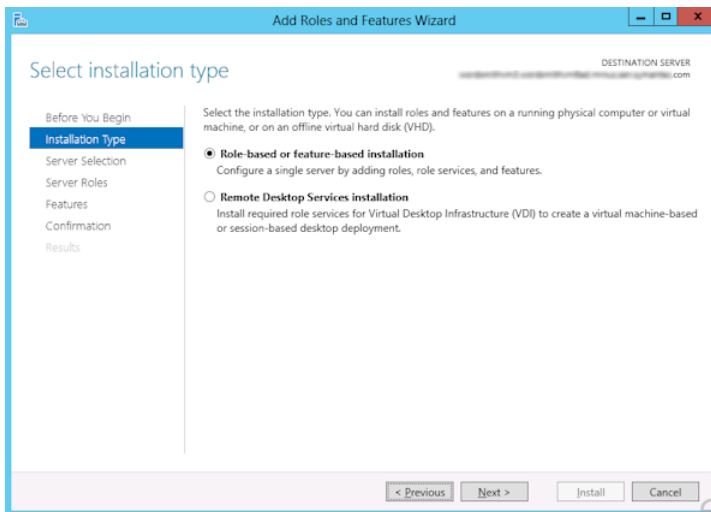 Add Roles and Features Wizard
Select installation type
DESTINATION SERVER
.com
Before You Begin
Installation Type
Server Selection
Server Roles
Features
Confirmation
Results
Select the installation type. You can install roles and features on a running physical computer or virtual
machine, or on an offline virtual hard disk (VHD).
Role-based or feature-based installation
Configure a single server by adding roles, role services, and features.
Remote Desktop Services installation
Install required role services for Virtual Desktop Infrastructure (VDI) to create a virtual machine-based
or session-based desktop deployment.
< Previous Next > Install Cancel